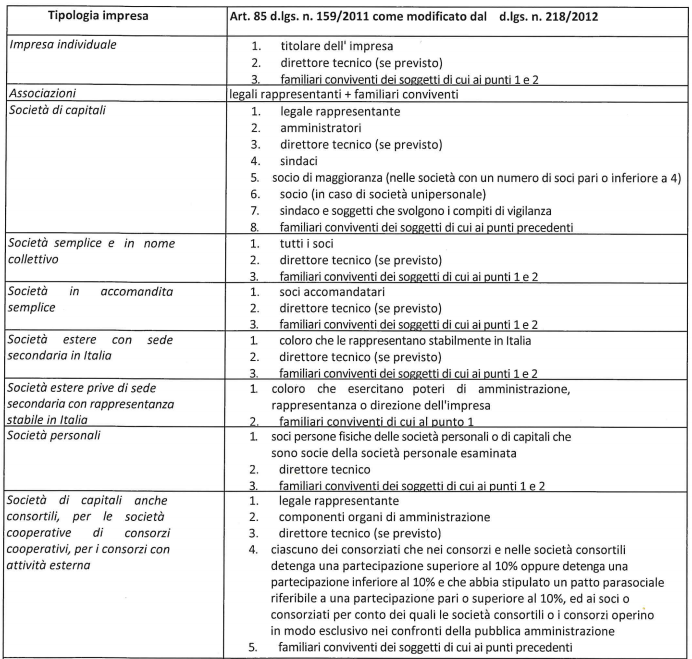 Tipologia impresa
Art. 85 d.lgs. n. 159/2011 come modificato dal d.lgs. n. 218/2012
Impresa individuale
1. titolare dell' impresa
2. direttore tecnico (se previsto)
3. familiari conviventi dei soggetti di cui ai punti 1 e 2
Associazioni
legali rappresentanti + familiari conviventi
Società di capitali
1. legale rappresentante
2. amministratori
3. direttore tecnico (se previsto)
4. sindaci
5. socio di maggioranza (nelle società con un numero di soci pari o inferiore a 4)
6. socio (in caso di società unipersonale)
7. sindaco e soggetti che svolgono i compiti di vigilanza
8. familiari conviventi dei soggetti di cui ai punti precedenti
Società semplice e in nome
collettivo
1. tutti i soci
2. direttore tecnico (se previsto)
3. familiari conviventi dei soggetti di cui ai punti 1 e 2
Società in accomandita
semplice
1. soci accomandatari
2. direttore tecnico (se previsto)
3. familiari conviventi dei soggetti di cui ai punti 1 e 2
Società estere con sede
secondaria in Italia
1. coloro che le rappresentano stabilmente in Italia
2. direttore tecnico (se previsto)
3. familiari conviventi dei soggetti di cui ai punti 1 e 2
Società estere prive di sede
secondaria con rappresentanza
stabile in Italia
1. coloro che esercitano poteri di amministrazione,
rappresentanza o direzione dell'impresa
2. familiari conviventi di cui al punto 1
Società personali
1. soci persone fisiche delle società personali o di capitali che
sono socie della società personale esaminata
2. direttore tecnico
3. familiari conviventi dei soggetti di cui ai punti 1 e 2
Società di capitali anche
consortili, per le società
cooperative di consorzi
cooperativi, per i consorzi con
attività esterna
1. legale rappresentante
2. componenti organi di amministrazione
3. direttore tecnico (se previsto)
4. ciascuno dei consorziati che nei consorzi e nelle società consortili
detenga una partecipazione superiore al 10% oppure detenga una
partecipazione inferiore al 10% e che abbia stipulato un patto parasociale
riferibile a una partecipazione pari o superiore al 10%, ed ai soci o
consorziati per conto dei quali le società consortili o i consorzi operino
in modo esclusivo nei confronti della pubblica amministrazione
5. familiari conviventi dei soggetti di cui ai punti precedenti